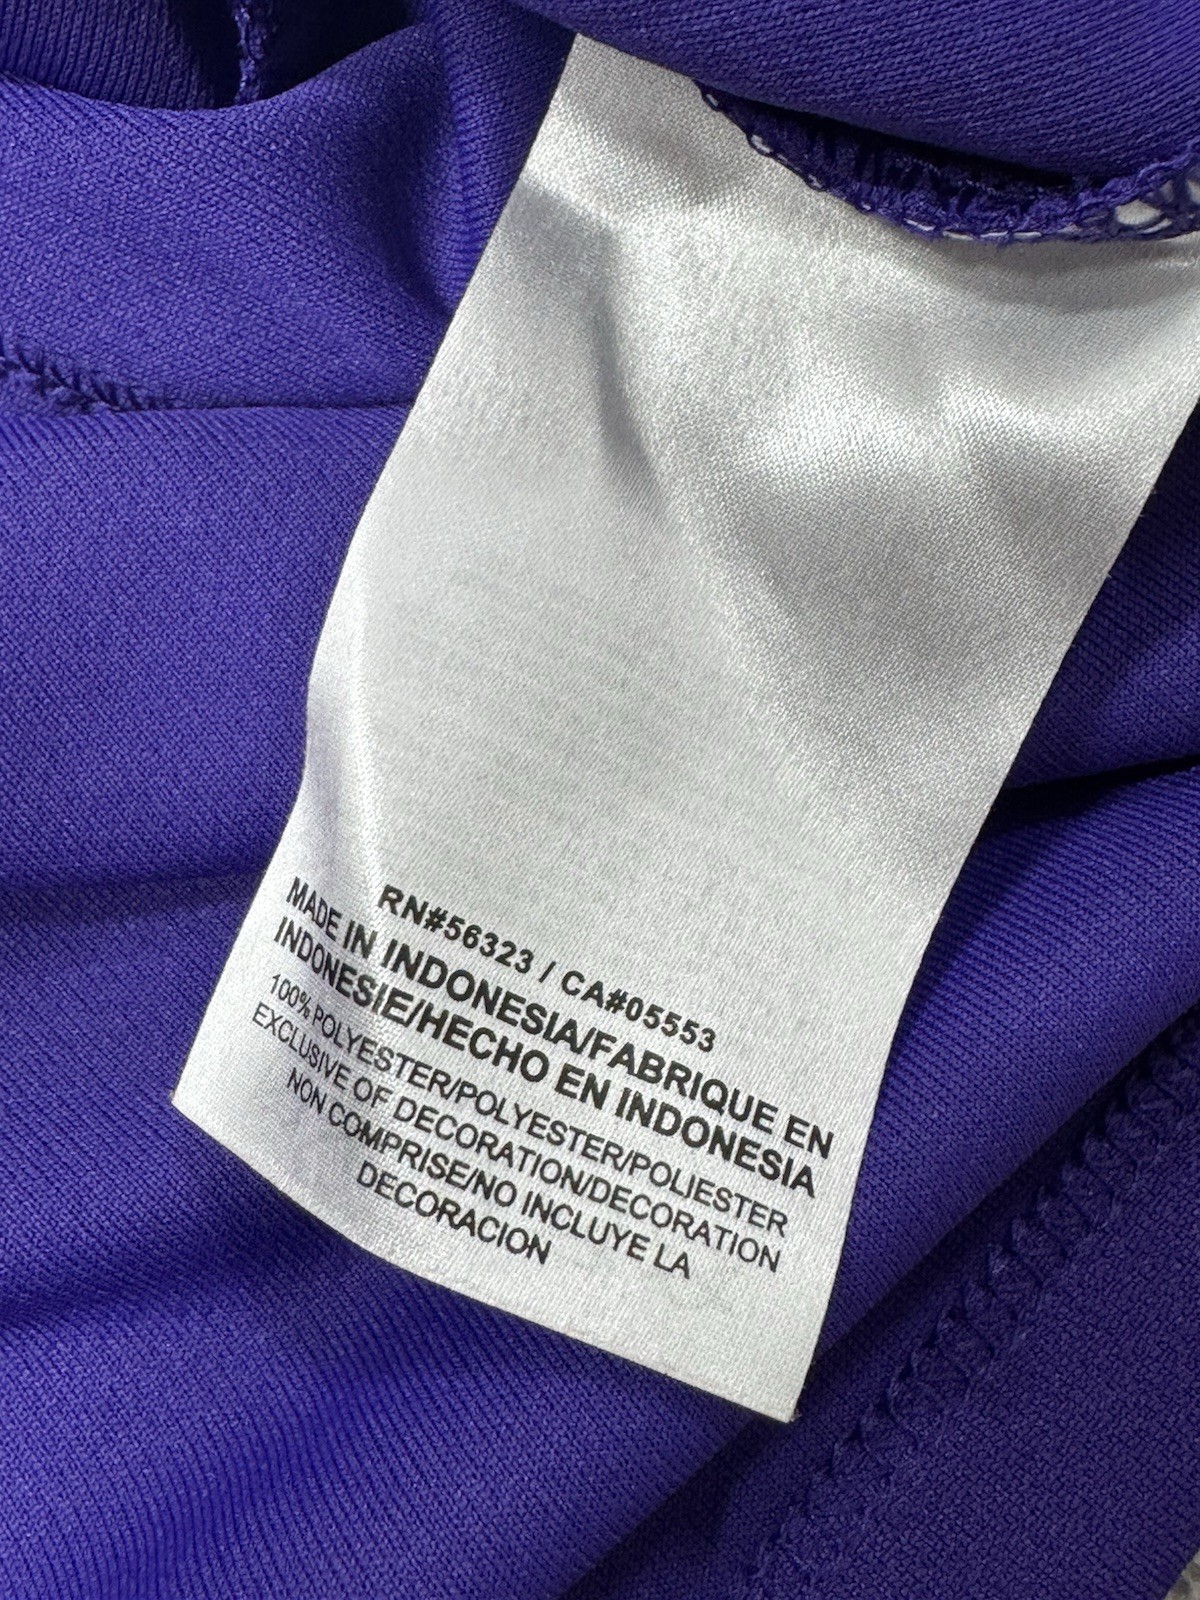 RN#56323 / CA#05553
MADE IN INDONESIA/FABRIQUE EN
INDONESIE/HECHO EN INDONESIA
100% POLYESTER/POLYESTER/POLIESTER
EXCLUSIVE OF DECORATION/DECORATION
NON COMPRISE/NO INCLUYE LA
DECORACION